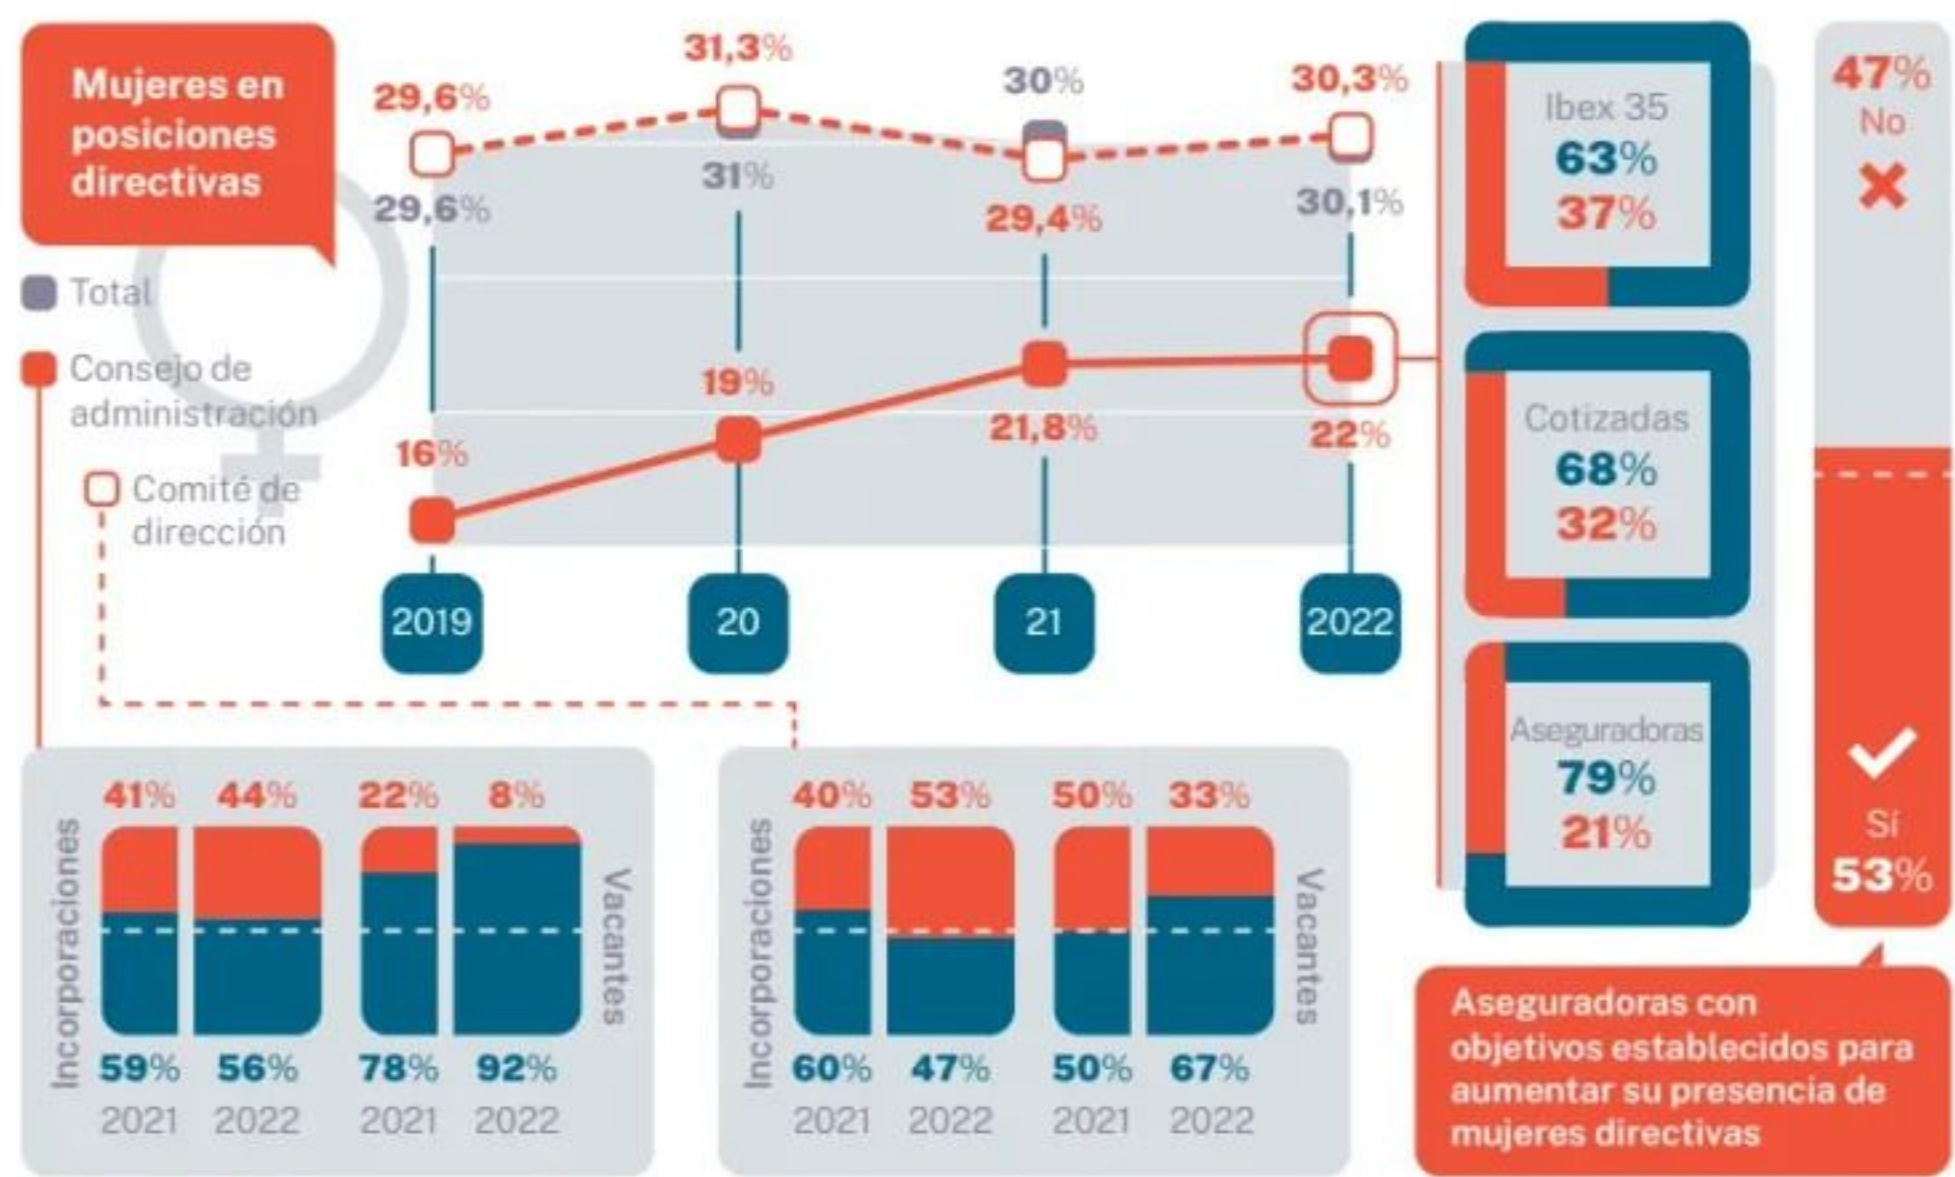 Mujeres en
posiciones
directivas
Total
Consejo de
administración
Comité de
dirección
29,6%
31,3%
30%
30,3%
29,6%
31%
29,4%
30,1%
16%
19%
21,8%
22%
2019
20
21
2022
Ibex 35
63%
37%
Cotizadas
68%
32%
Aseguradoras
79%
21%
47%
No
Sí
53%
Aseguradoras con
objetivos establecidos para
aumentar su presencia de
mujeres directivas
Incorporaciones
41% 44% 22% 8%
59% 56% 78% 92%
2021 2022 2021 2022
Vacantes
Incorporaciones
40% 53% 50% 33%
60% 47% 50% 67%
2021 2022 2021 2022
Vacantes